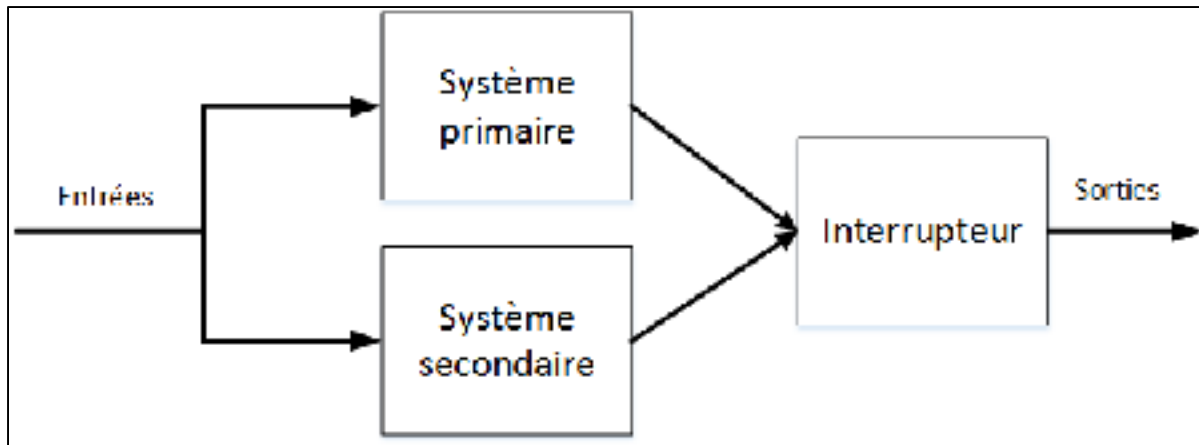 Entrées
Système
primaire
Système
secondaire
Interrupteur
Sorties